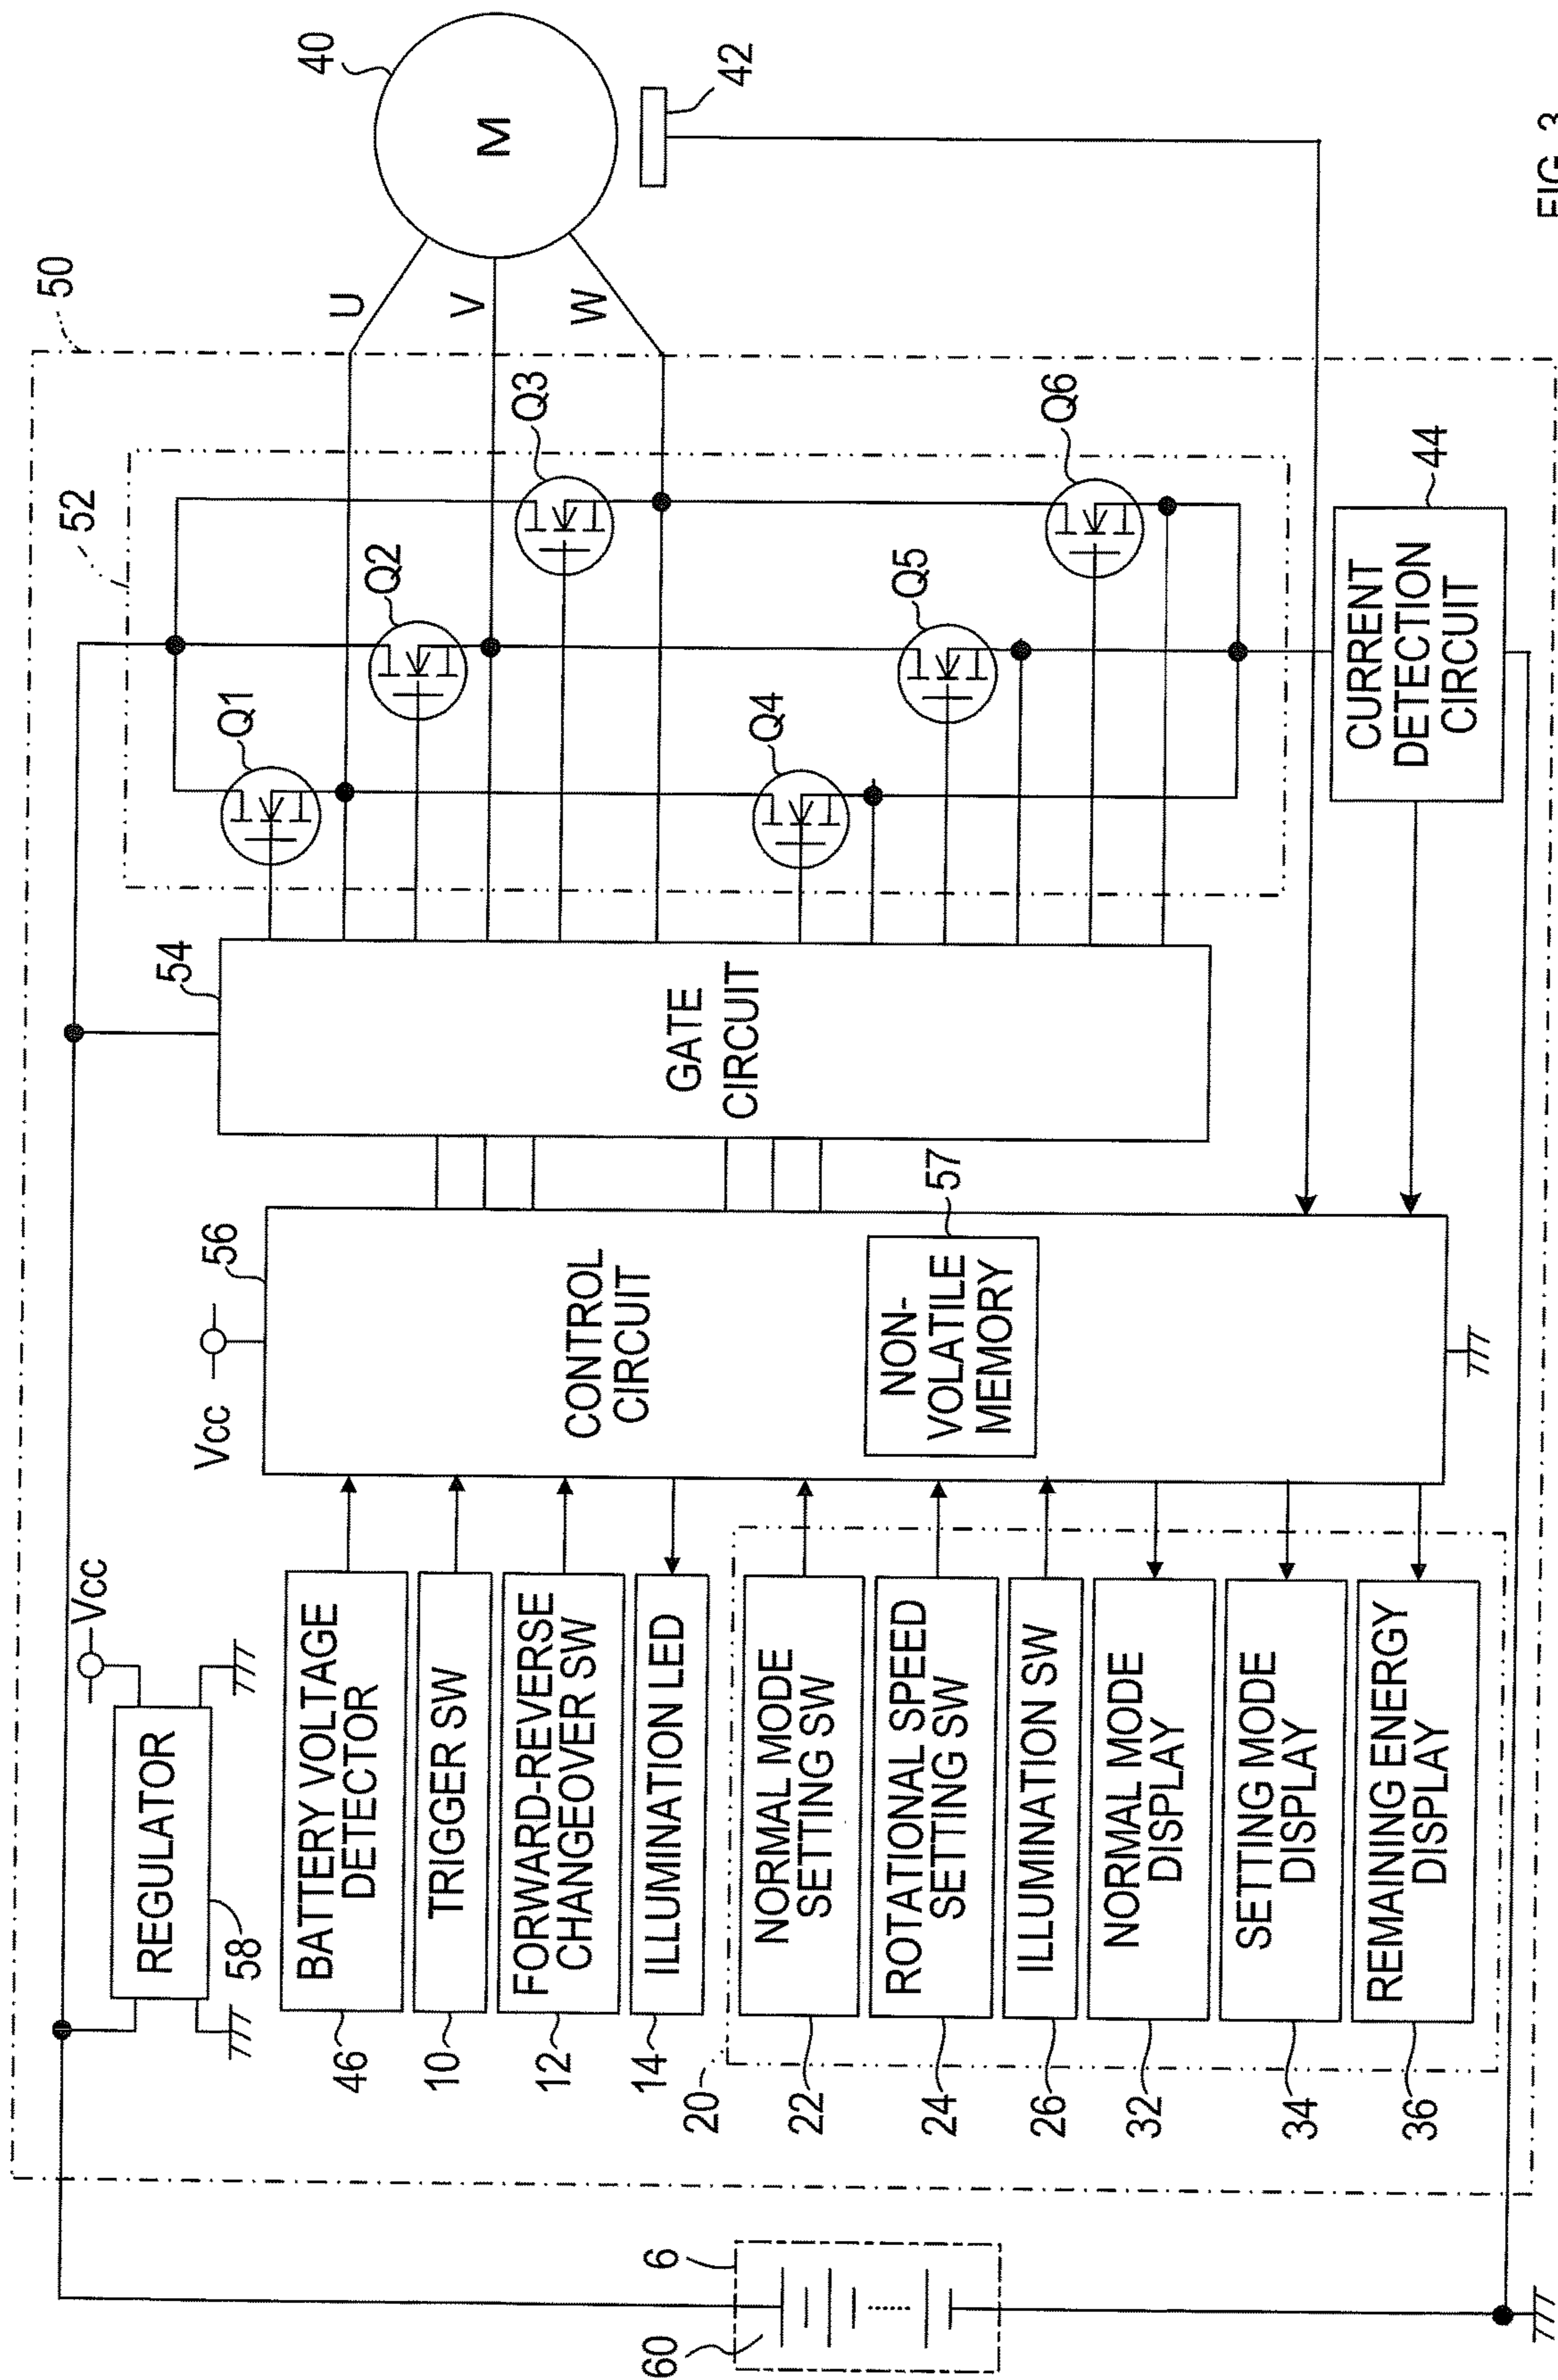 50
52
40
M
42
U
V
W
Q1
Q2
Q3
Q4
Q5
Q6
54
GATE
CIRCUIT
CURRENT
DETECTION
CIRCUIT
44
Vcc
56
CONTROL
CIRCUIT
57
NON-
VOLATILE
MEMORY
Vcc
REGULATOR
58
BATTERY VOLTAGE
DETECTOR
46
TRIGGER SW
10
FORWARD-REVERSE
CHANGEOVER SW
12
ILLUMINATION LED
14
20
NORMAL MODE
SETTING SW
22
ROTATIONAL SPEED
SETTING SW
24
ILLUMINATION SW
26
NORMAL MODE
DISPLAY
32
SETTING MODE
DISPLAY
34
REMAINING ENERGY
DISPLAY
36
6
60
FIG. 3